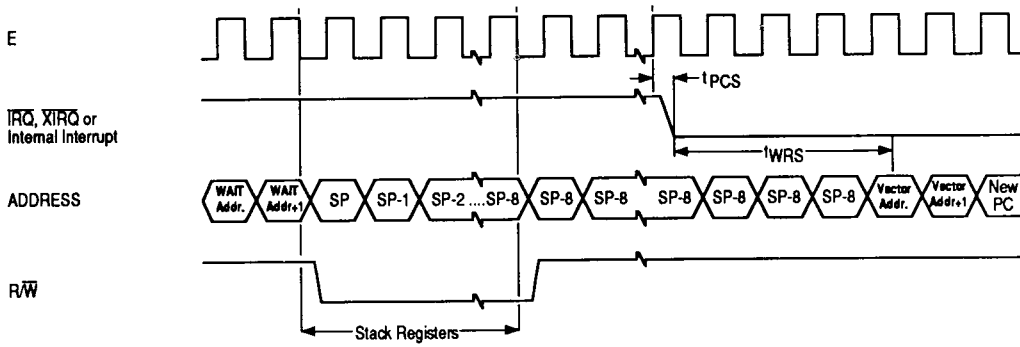 E
tPCS
IRQ, XIRQ or
Internal Interrupt
tWRS
ADDRESS
WAIT Addr.
WAIT Addr+1
SP
SP-1
SP-2 ....SP-8
SP-8
SP-8
SP-8
SP-8
SP-8
SP-8
Vector Addr.
Vector Addr+1
New PC
R/W
Stack Registers